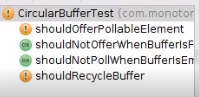 CircularBufferTest (com.monotor
shouldOfferPollableElement
shouldNotOfferWhenBufferIsF
shouldNotPollWhenBufferIsEm
shouldRecycleBuffer